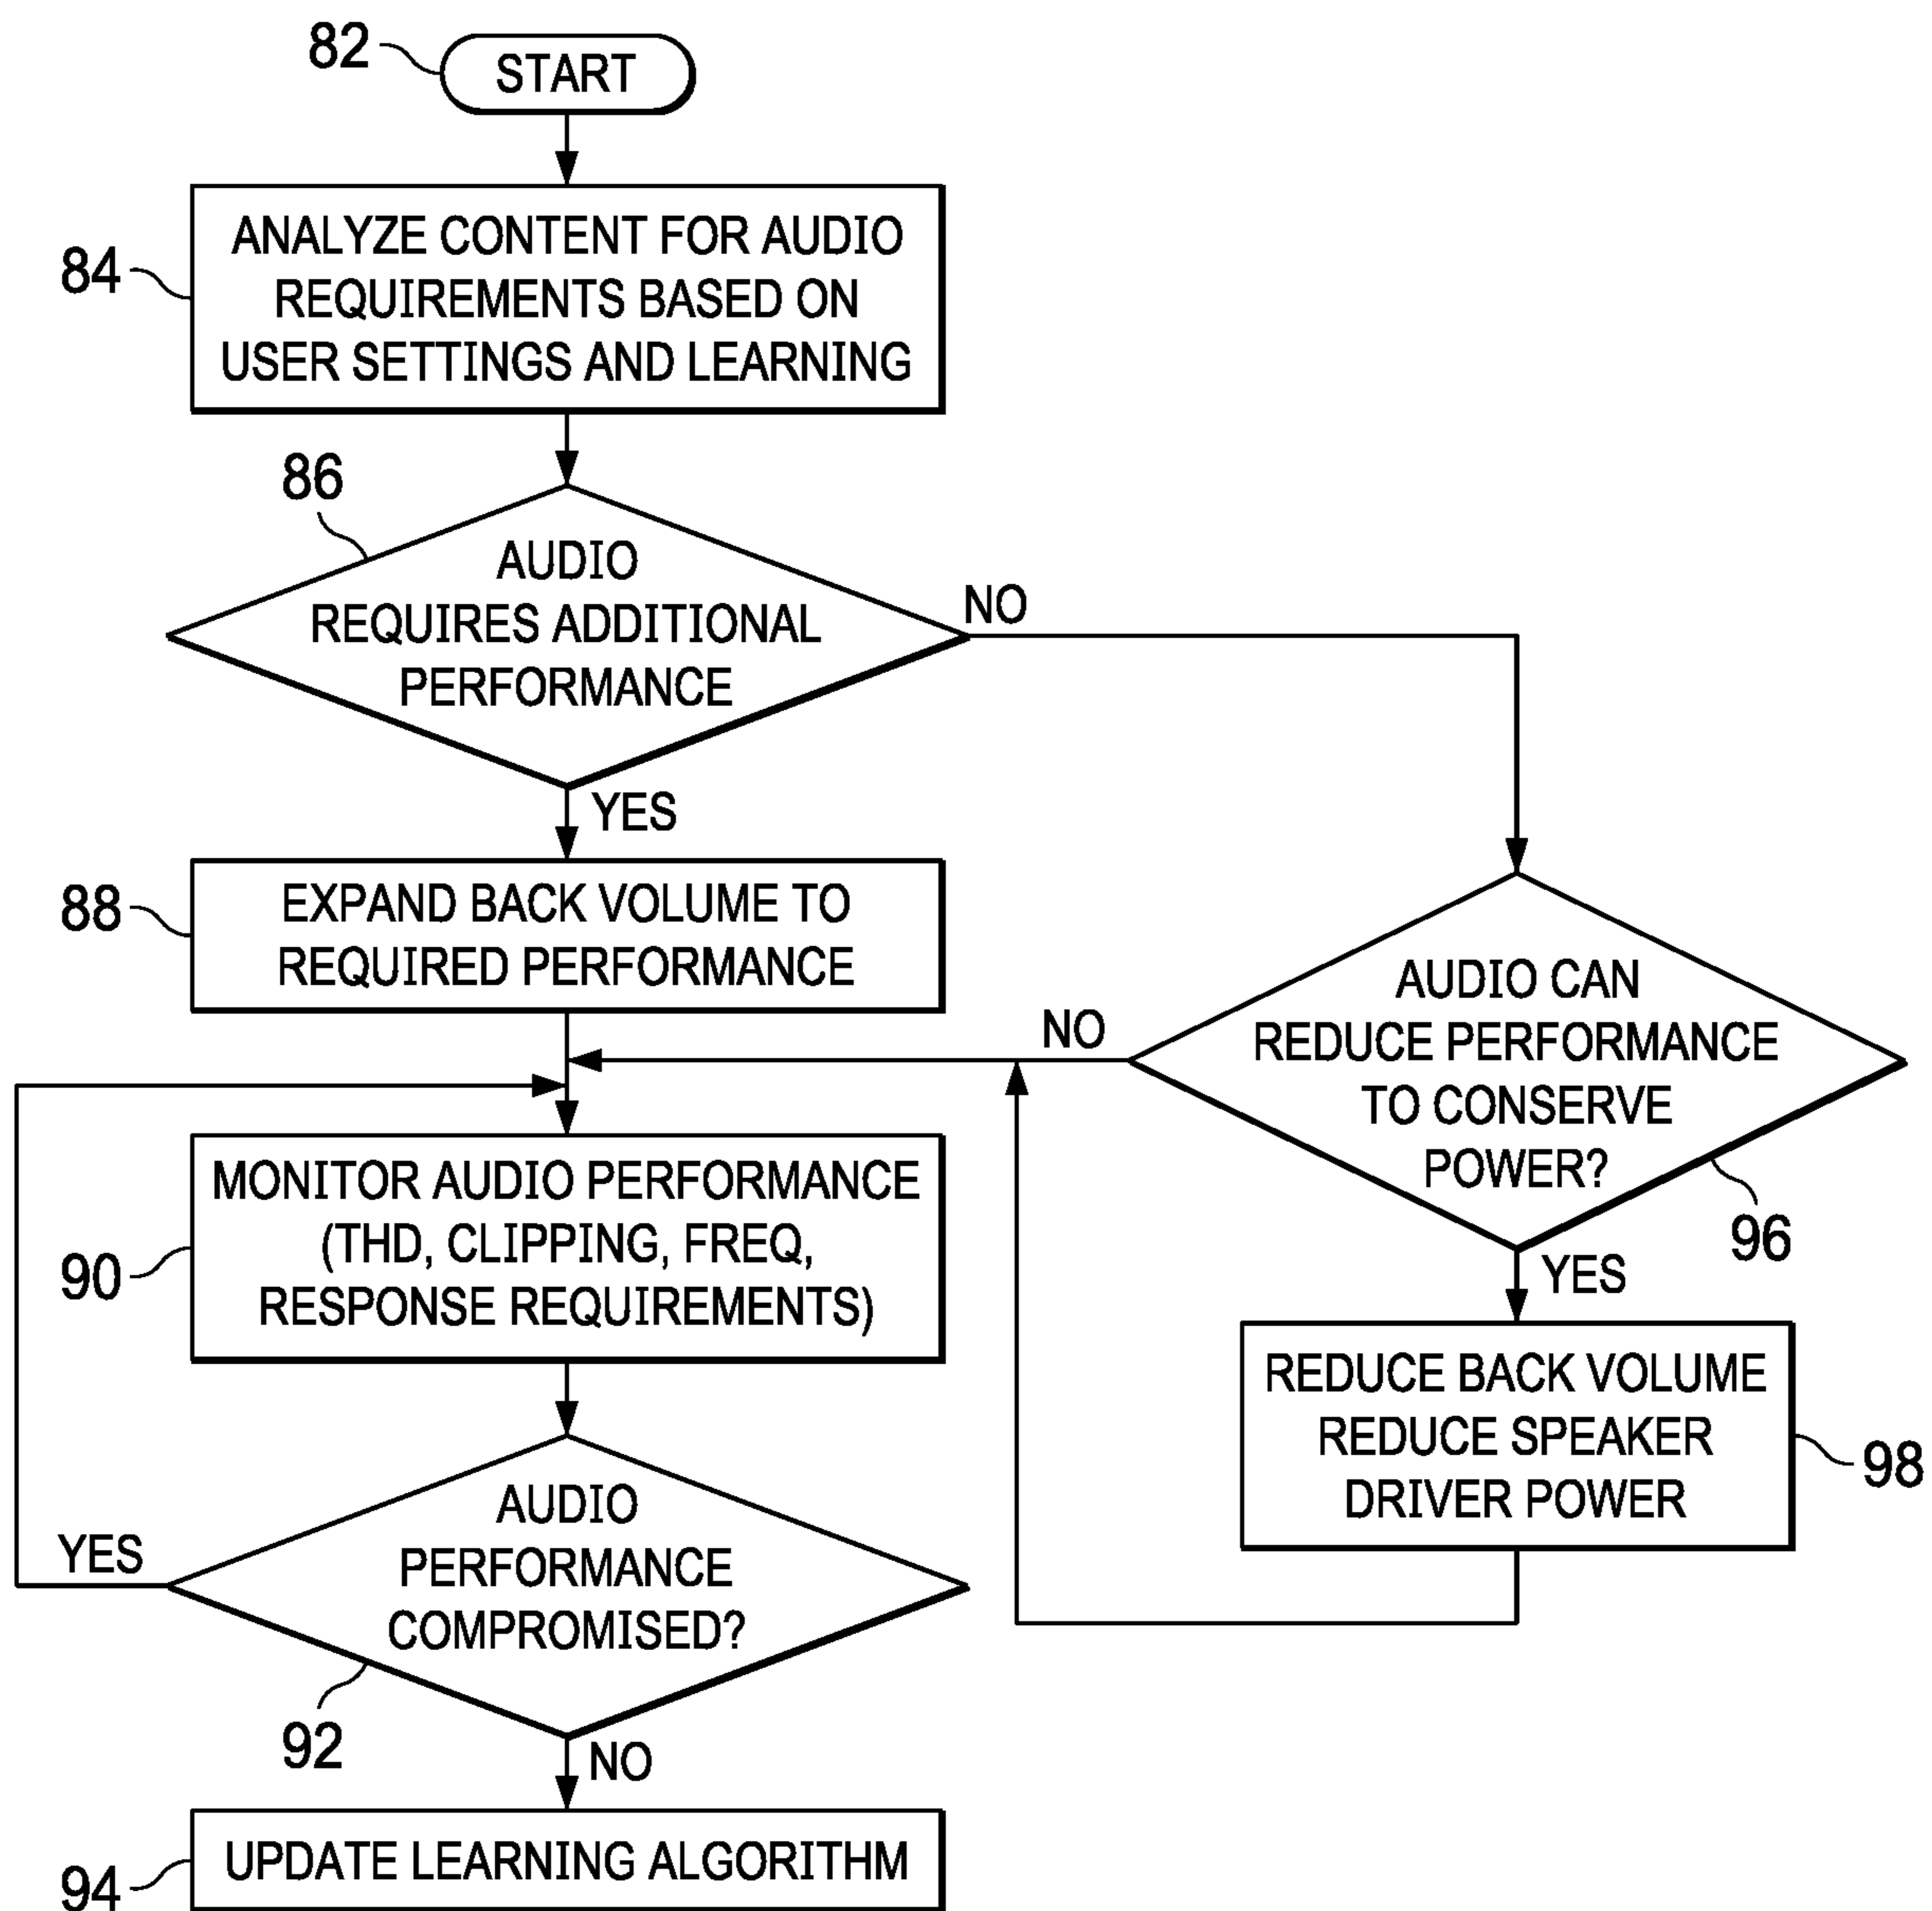 82
START
84
ANALYZE CONTENT FOR AUDIO
REQUIREMENTS BASED ON
USER SETTINGS AND LEARNING
86
AUDIO
REQUIRES ADDITIONAL
PERFORMANCE
NO
YES
88
EXPAND BACK VOLUME TO
REQUIRED PERFORMANCE
AUDIO CAN
REDUCE PERFORMANCE
TO CONSERVE
POWER?
NO
96
YES
90
MONITOR AUDIO PERFORMANCE
(THD, CLIPPING, FREQ,
RESPONSE REQUIREMENTS)
REDUCE BACK VOLUME
REDUCE SPEAKER
DRIVER POWER
98
AUDIO
PERFORMANCE
COMPROMISED?
YES
92
NO
94
UPDATE LEARNING ALGORITHM